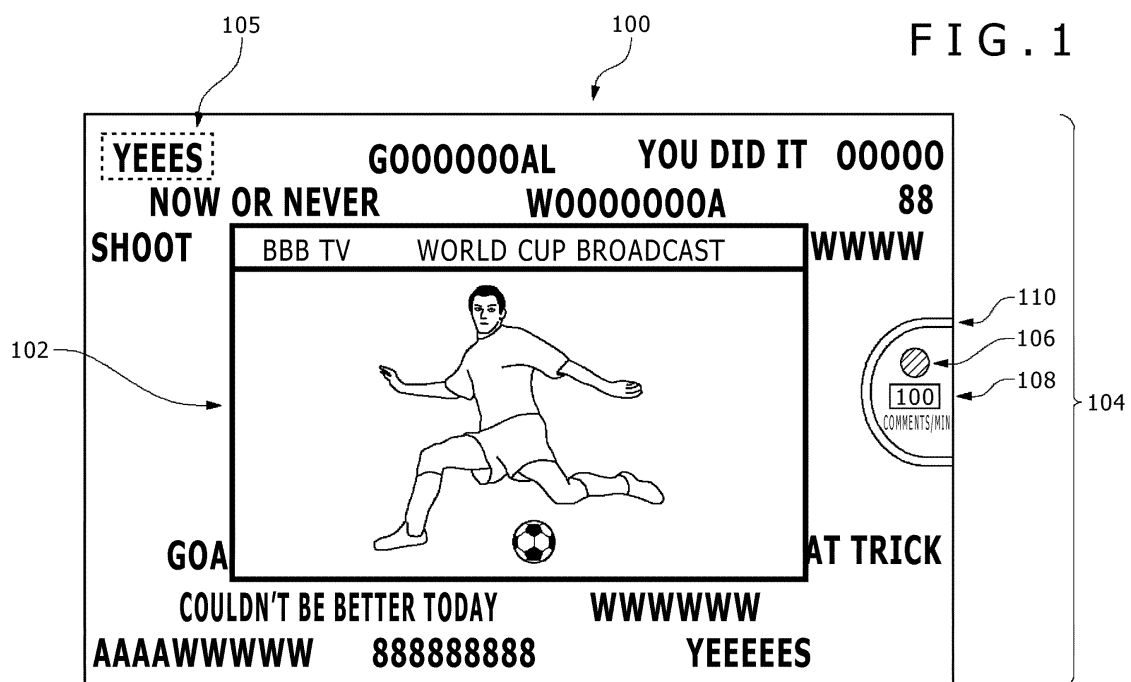 105
100
FIG.1
YEEES GOOOOOOAL YOU DID IT OOOOO
NOW OR NEVER WOOOOOOOA 88
SHOOT BBB TV WORLD CUP BROADCAST WWWW
110
106
102
108
100
104
COMMENTS/MIN
GOA AT TRICK
COULDN'T BE BETTER TODAY WWWWWW
AAAAWWWWW 888888888 YEEEEES